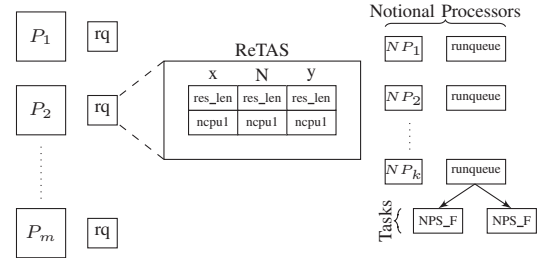 Notional Processors
P1 rq
ReTAS
NP1 runqueue
x N y
P2 rq
res_len res_len res_len
NP2 runqueue
ncpu1 ncpu1 ncpu1
NPk runqueue
Pm rq
Tasks
NPS_F NPS_F